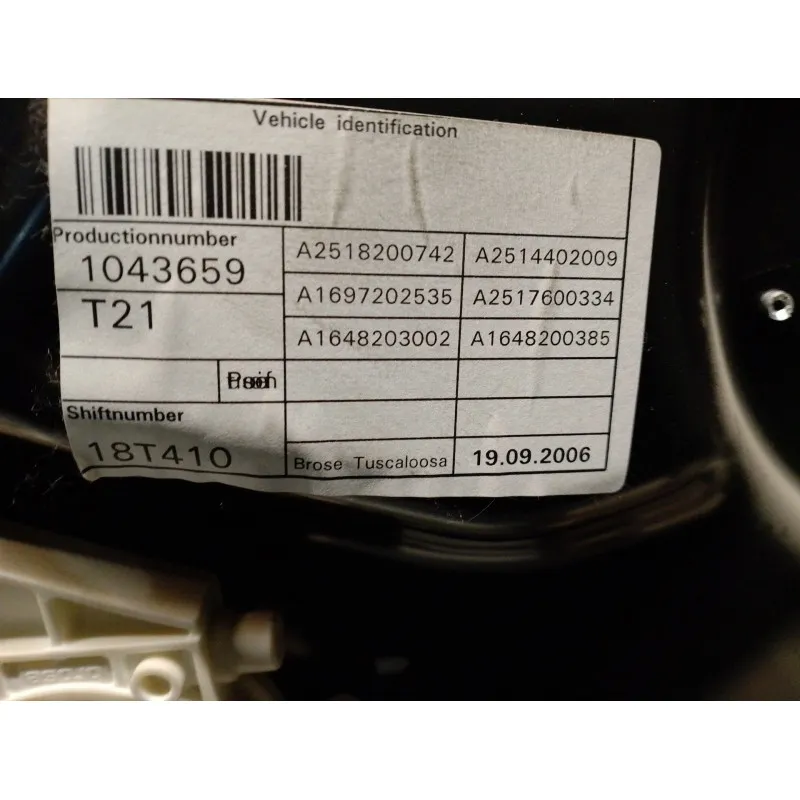 Vehicle identification
Productionnumber
1043659
T21
A2518200742 A2514402009
A1697202535 A2517600334
A1648203002 A1648200385
Shiftnumber
18T410
Brose Tuscaloosa 19.09.2006